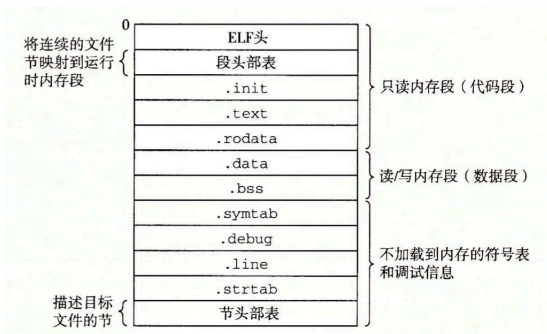 0
ELF头
将连续的文件
节映射到运行
时内存段
段头部表
.init
.text
.rodata
只读内存段（代码段）
.data
.bss
读/写内存段（数据段）
.symtab
.debug
.line
.strtab
不加载到内存的符号表
和调试信息
描述目标
文件的节
节头部表